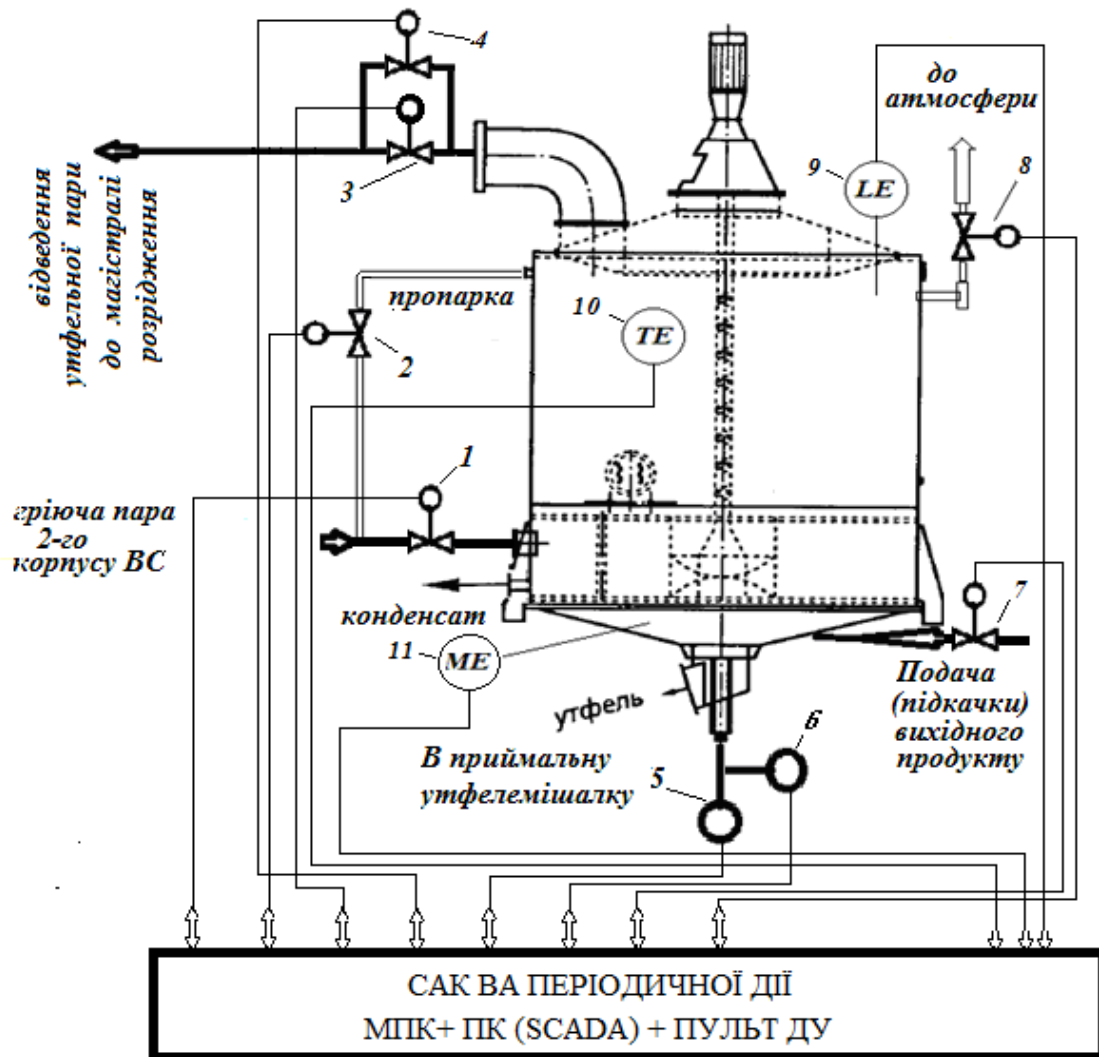 4
до
атмосфери
9
LE
8
3
відведення
утфельної пари
до магістралі
розрідження
пропарка
10
TE
2
1
гріюча пара
2-го
корпусу ВС
7
конденсат
11
ME
Подача
(підкачки)
вихідного
продукту
утфель
6
В приймальну
утфелемішалку
5
САК ВА ПЕРІОДИЧНОЇ ДІЇ
МПК+ ПК (SCADA) + ПУЛЬТ ДУ